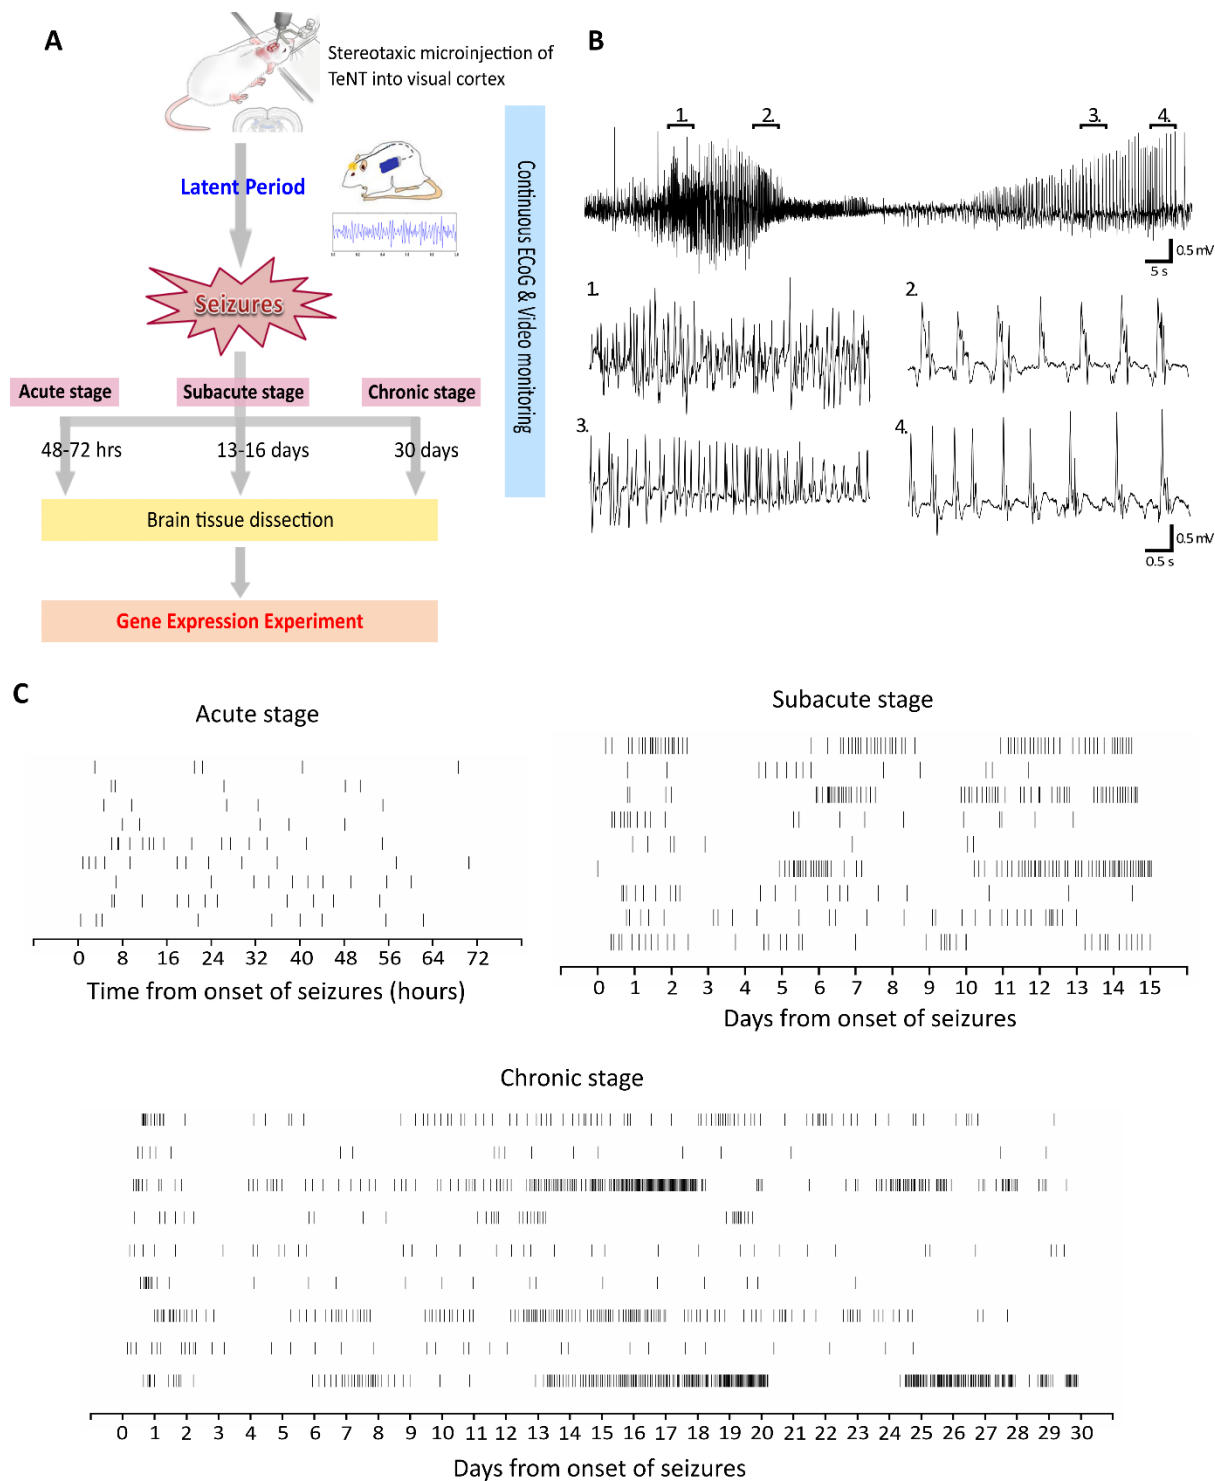 A
Stereotaxic microinjection of
TeNT into visual cortex
Latent Period
Seizures
Acute stage
Subacute stage
Chronic stage
48-72 hrs
13-16 days
30 days
Brain tissue dissection
Gene Expression Experiment
Continuous ECoG & Video monitoring
B
1.
2.
3.
4.
0.5 mV
5 s
1.
2.
3.
4.
0.5 mV
0.5 s
C
Acute stage
0 8 16 24 32 40 48 56 64 72
Time from onset of seizures (hours)
Subacute stage
0 1 2 3 4 5 6 7 8 9 10 11 12 13 14 15
Days from onset of seizures
Chronic stage
0 1 2 3 4 5 6 7 8 9 10 11 12 13 14 15 16 17 18 19 20 21 22 23 24 25 26 27 28 29 30
Days from onset of seizures